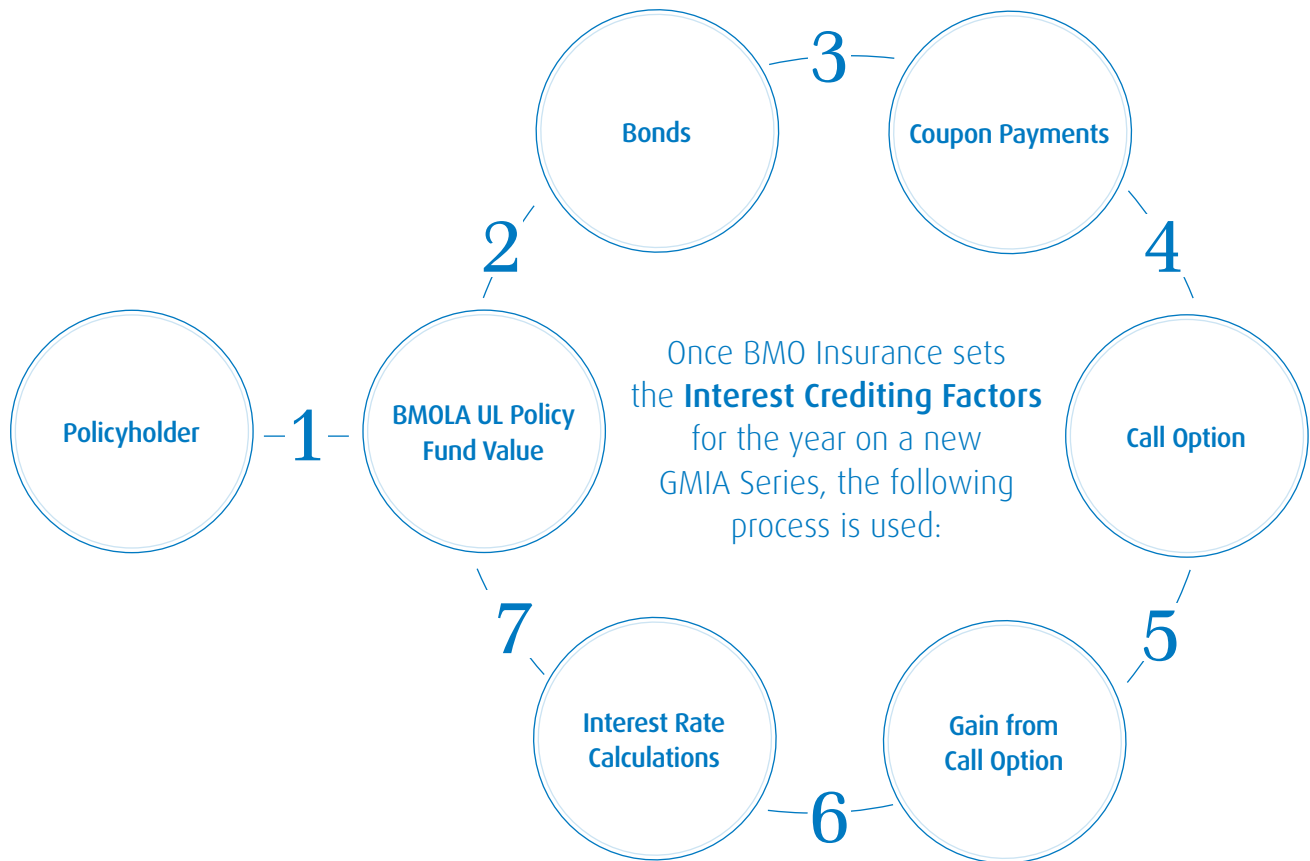 Policyholder
1
BMOLA UL Policy
Fund Value
2
Bonds
3
Coupon Payments
4
Call Option
5
Gain from
Call Option
6
Interest Rate
Calculations
7
Once BMO Insurance sets
the Interest Crediting Factors
for the year on a new
GMIA Series, the following
process is used: